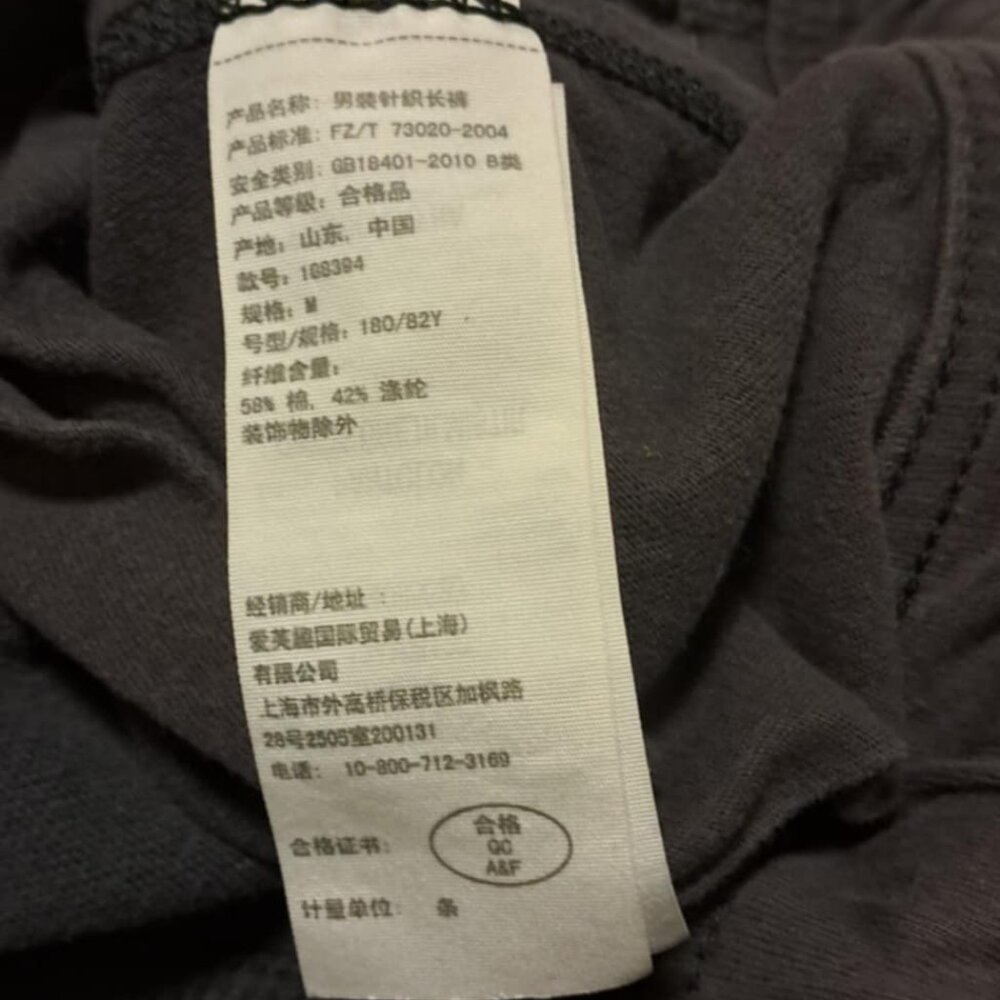 产品名称：男装针织长裤
产品标准：FZ/T 73020-2004
安全类别：GB18401-2010 B类
产品等级：合格品
产地：山东，中国
款号：188394
规格：M
号型/规格：180/82Y
纤维含量：
58% 棉，42% 涤纶
装饰物除外
经销商/地址：
爱芙趣国际贸易(上海)
有限公司
上海市外高桥保税区加枫路
28号2505室200131
电话：10-800-712-3169
合格证书：
合格
QC
A&F
计量单位：条